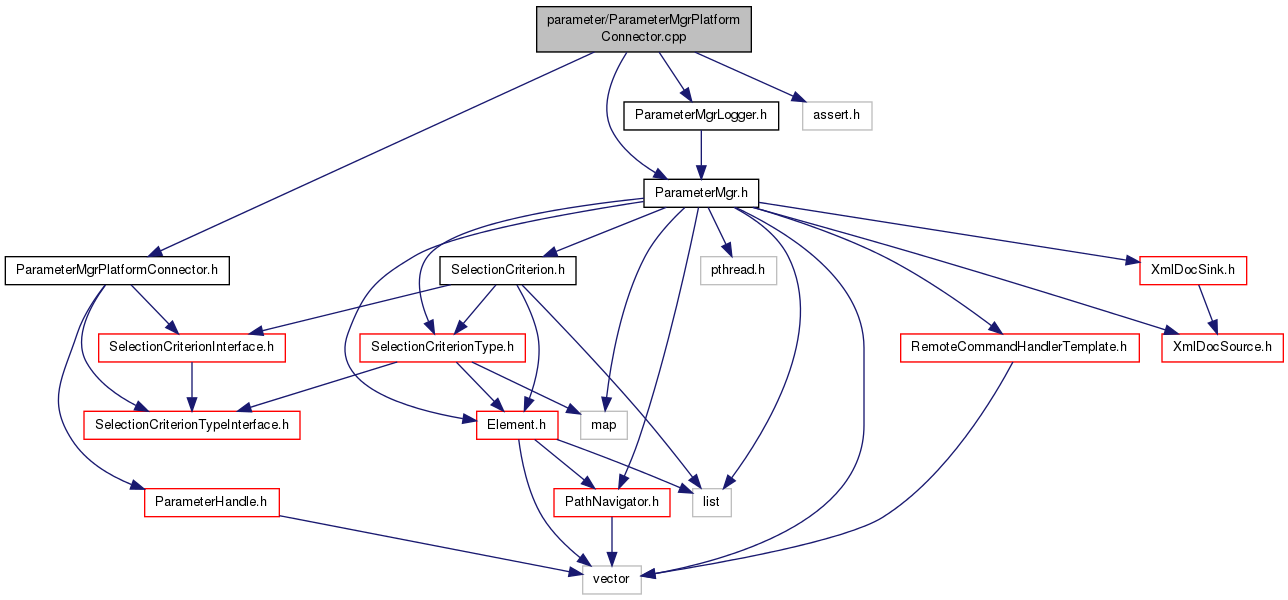 parameter/ParameterMgrPlatform
Connector.cpp
ParameterMgrLogger.h
assert.h
ParameterMgr.h
ParameterMgrPlatformConnector.h
SelectionCriterion.h
pthread.h
XmlDocSink.h
SelectionCriterionInterface.h
SelectionCriterionType.h
RemoteCommandHandlerTemplate.h
XmlDocSource.h
SelectionCriterionTypeInterface.h
Element.h
map
ParameterHandle.h
PathNavigator.h
list
vector